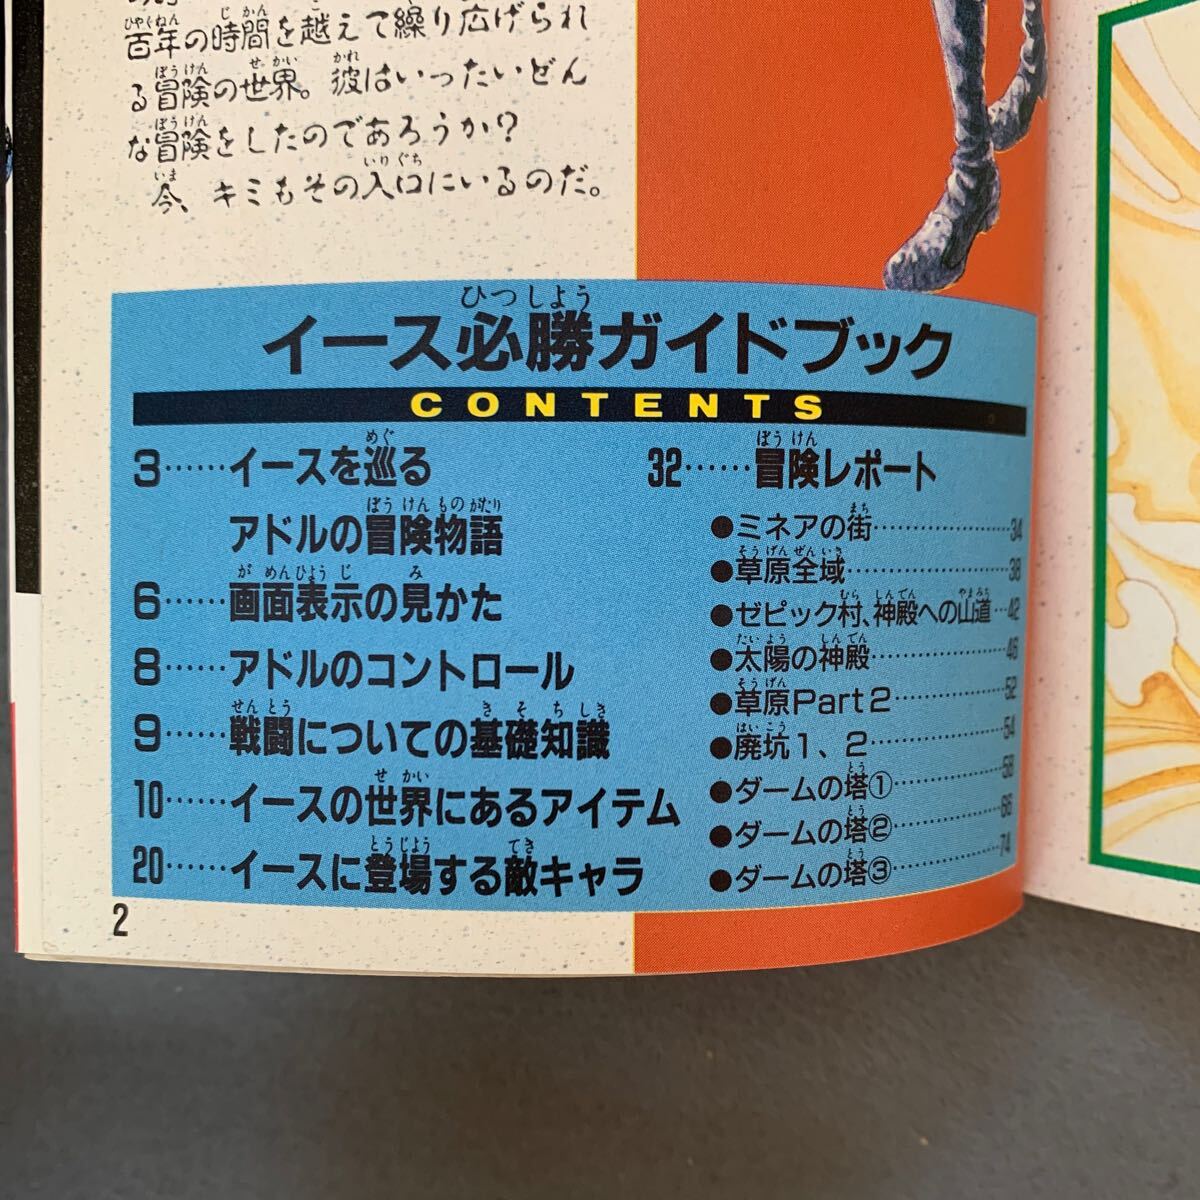 百年の時間を越えて繰り広げられ
る冒険の世界。彼はいったいどん
な冒険をしたのであろうか?
今、キミもその入口にいるのだ。
イース必勝ガイドブック
CONTENTS
3……イースを巡る
アドルの冒険物語
6……画面表示の見かた
8……アドルのコントロール
9……戦闘についての基礎知識
10……イースの世界にあるアイテム
20……イースに登場する敵キャラ
32……冒険レポート
●ミネアの街……34
●草原全域……38
●ゼピック村、神殿への山道…42
●太陽の神殿……46
●草原Part2……52
●廃坑1、2……54
●ダームの塔①……58
●ダームの塔②……66
●ダームの塔③……74
2